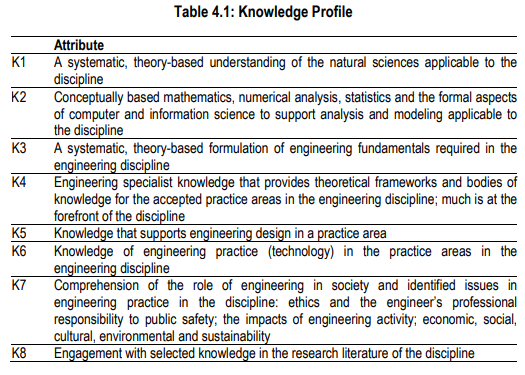 Table 4.1: Knowledge Profile
Attribute
K1 A systematic, theory-based understanding of the natural sciences applicable to the
discipline
K2 Conceptually based mathematics, numerical analysis, statistics and the formal aspects
of computer and information science to support analysis and modeling applicable to
the discipline
K3 A systematic, theory-based formulation of engineering fundamentals required in the
engineering discipline
K4 Engineering specialist knowledge that provides theoretical frameworks and bodies of
knowledge for the accepted practice areas in the engineering discipline; much is at the
forefront of the discipline
K5 Knowledge that supports engineering design in a practice area
K6 Knowledge of engineering practice (technology) in the practice areas in the
engineering discipline
K7 Comprehension of the role of engineering in society and identified issues in
engineering practice in the discipline: ethics and the engineer's professional
responsibility to public safety; the impacts of engineering activity; economic, social,
cultural, environmental and sustainability
K8 Engagement with selected knowledge in the research literature of the discipline